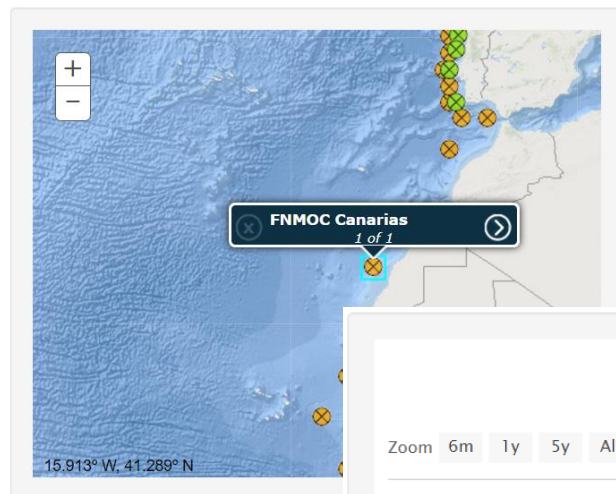 +
−
FNMOC Canarias
1 of 1
15.913° W, 41.289° N
Zoom 6m 1y 5y Al